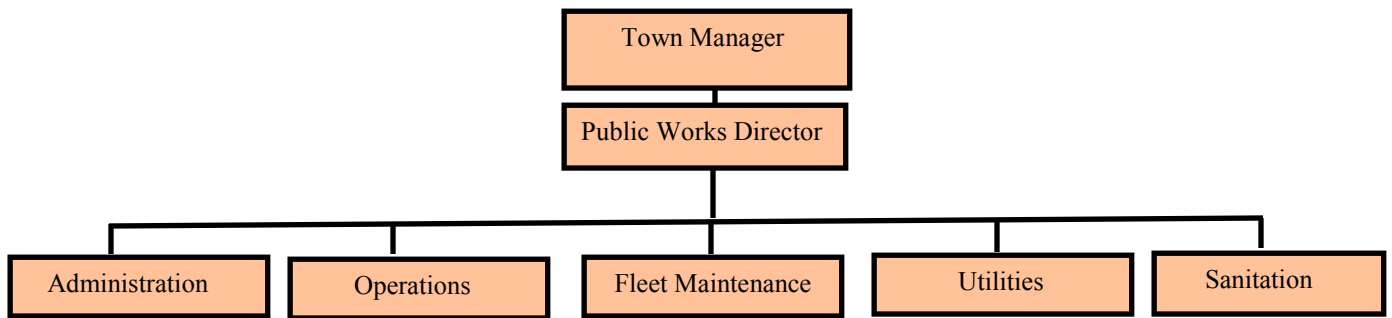 Town Manager
Public Works Director
Administration
Operations
Fleet Maintenance
Utilities
Sanitation